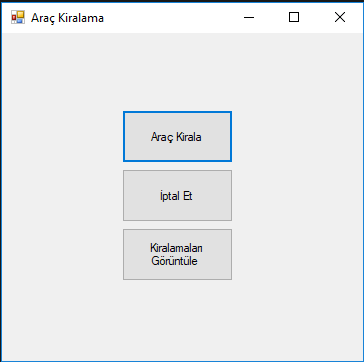 Araç Kiralama
Araç Kirala
İptal Et
Kiralamaları
Görüntüle